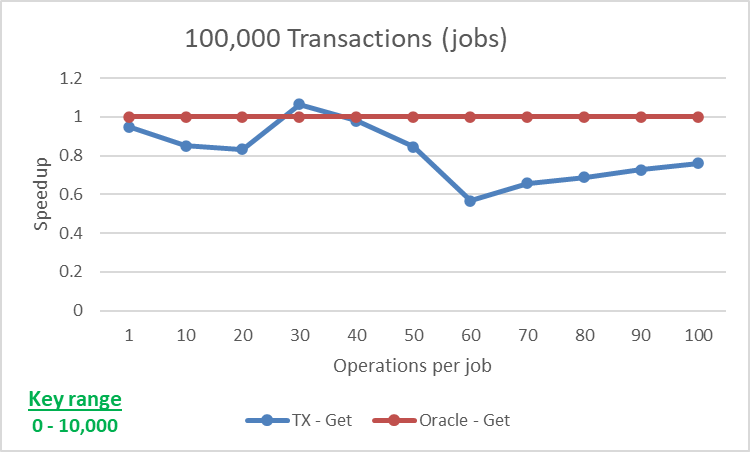 100,000 Transactions (jobs)
1.2
1
0.8
0.6
0.4
0.2
0
Speedup
1 10 20 30 40 50 60 70 80 90 100
Operations per job
Key range
0 - 10,000
TX - Get Oracle - Get